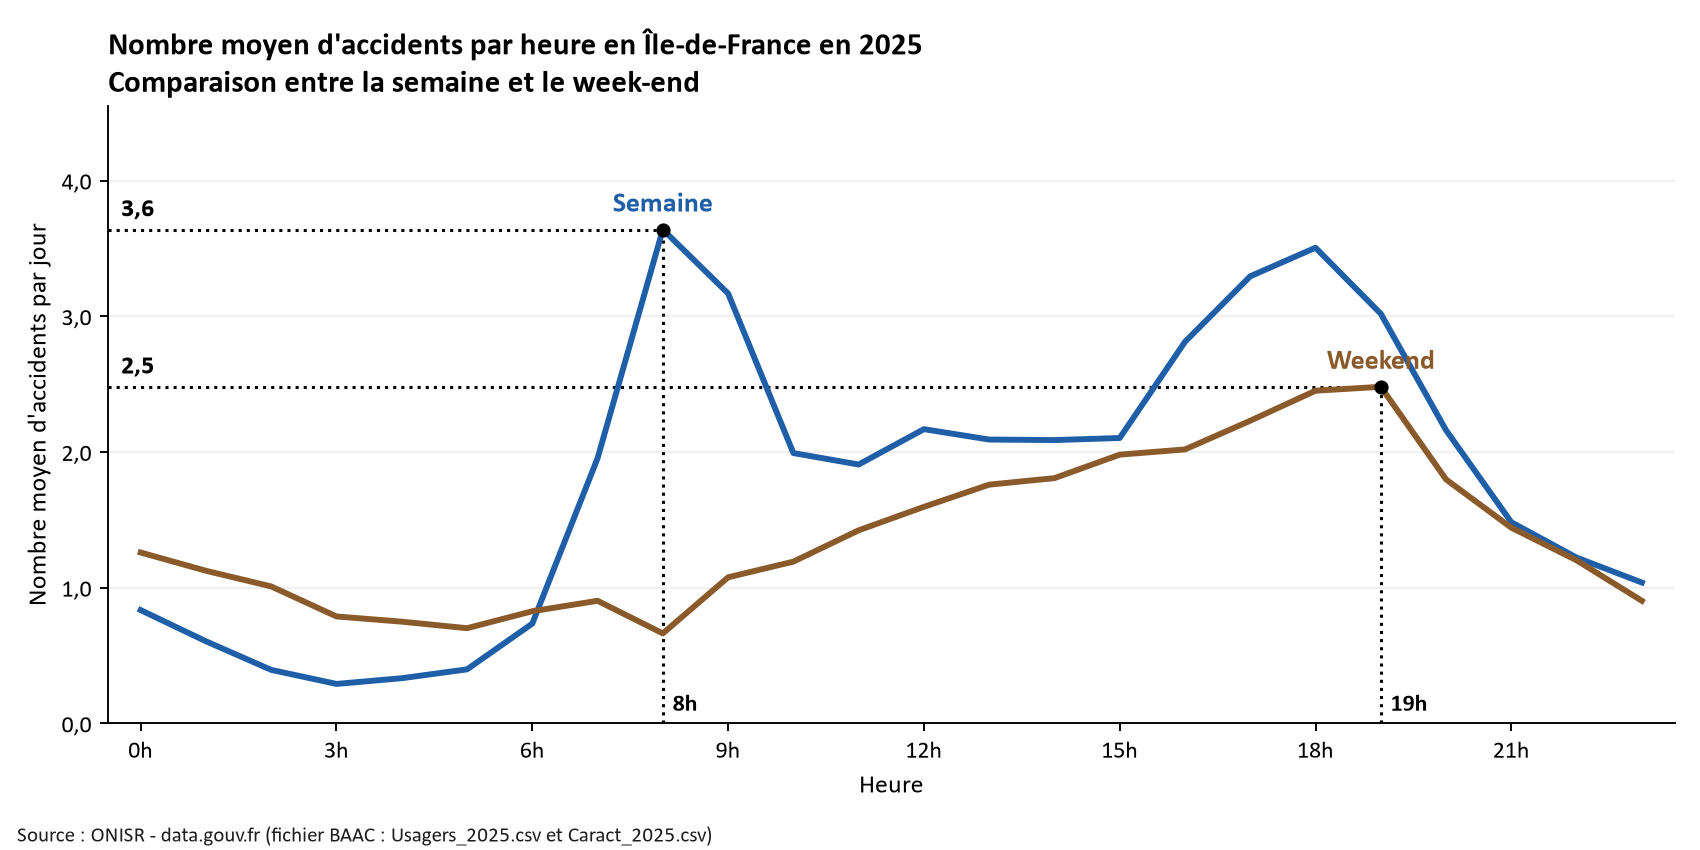 Nombre moyen d'accidents par heure en Île-de-France en 2025
Comparaison entre la semaine et le week-end
Nombre moyen d'accidents par jour
4,0
3,6
3,0
2,5
2,0
1,0
0,0
Semaine
Weekend
8h
19h
0h 3h 6h 9h 12h 15h 18h 21h
Heure
Source : ONISR - data.gouv.fr (fichier BAAC : Usagers_2025.csv et Caract_2025.csv)